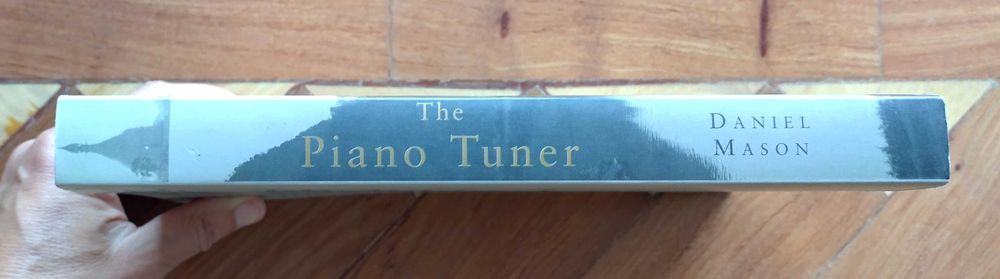 The
Piano Tuner
DANIEL
MASON